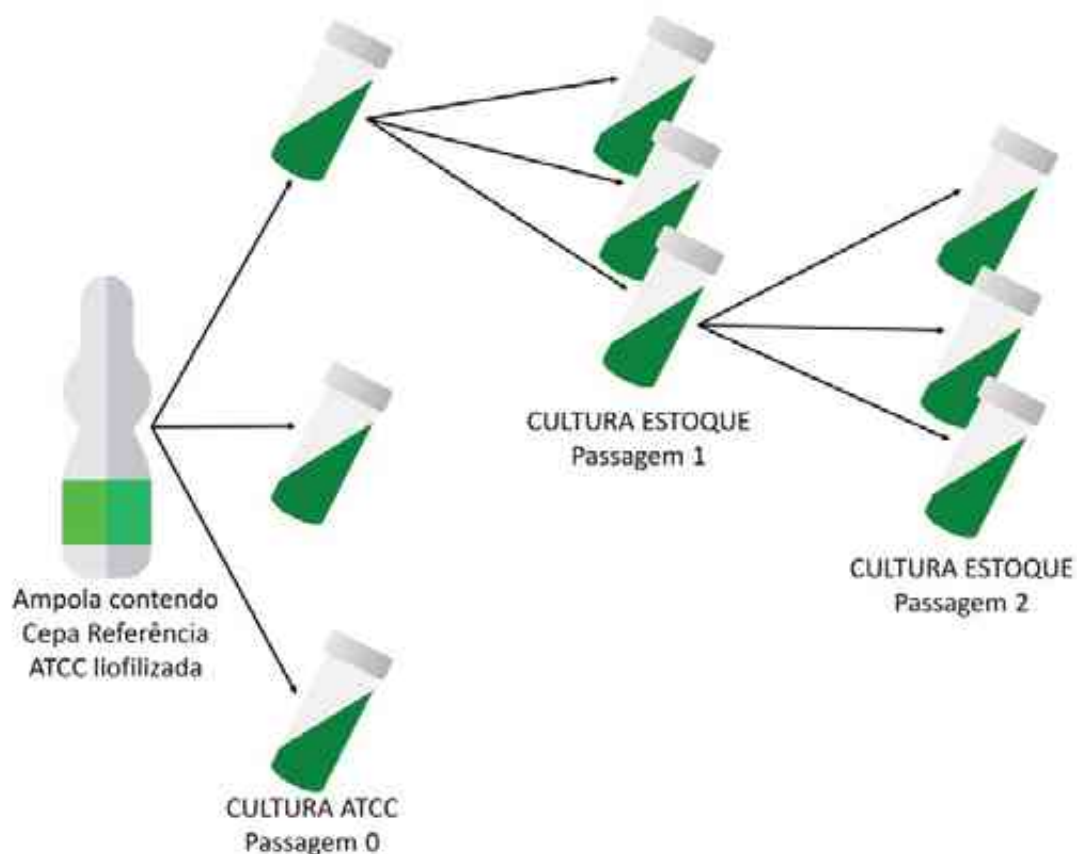 CULTURA ESTOQUE
Passagem 1
CULTURA ESTOQUE
Passagem 2
Ampola contendo
Cepa Referência
ATCC liofilizada
CULTURA ATCC
Passagem 0